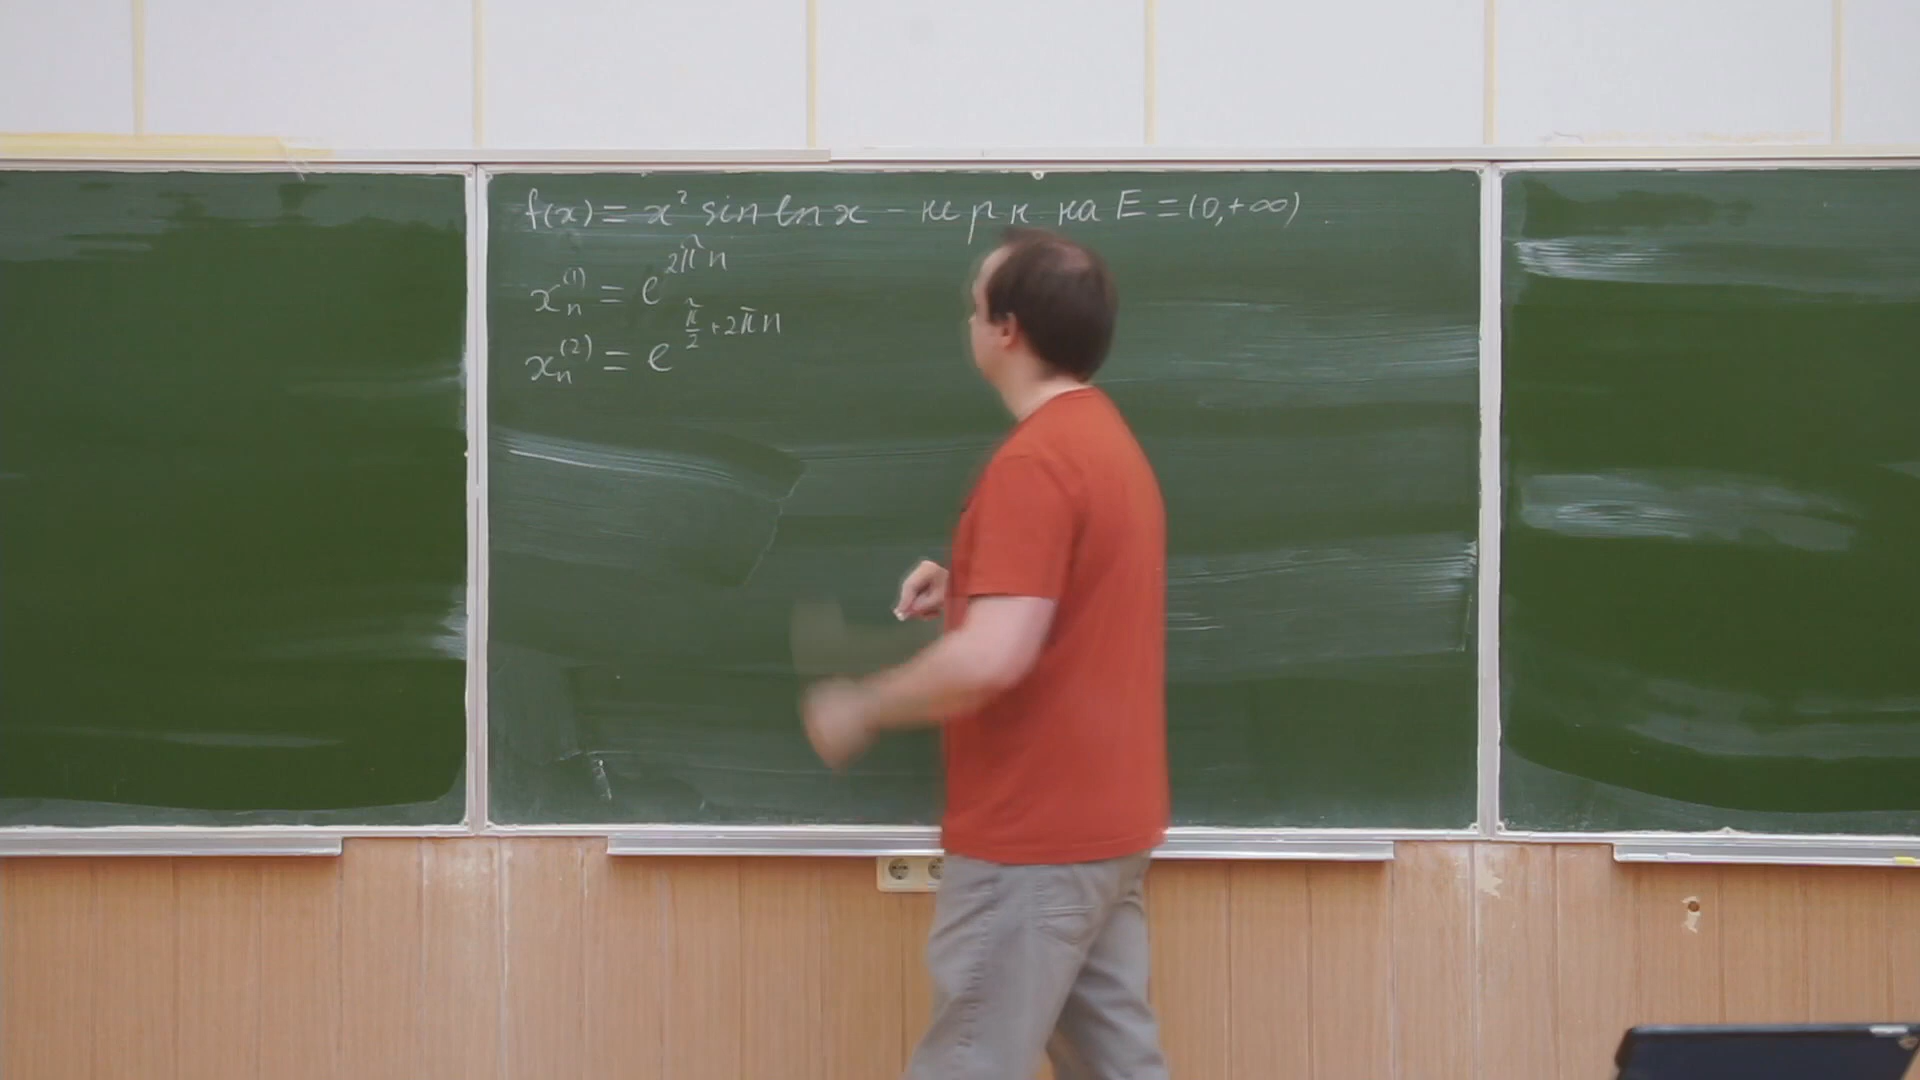 f(x) = x² sin ln x - не р н на E = (0, +∞)
xₙ⁽¹⁾ = e^{2πn}
xₙ⁽²⁾ = e^{π/2 + 2πn}